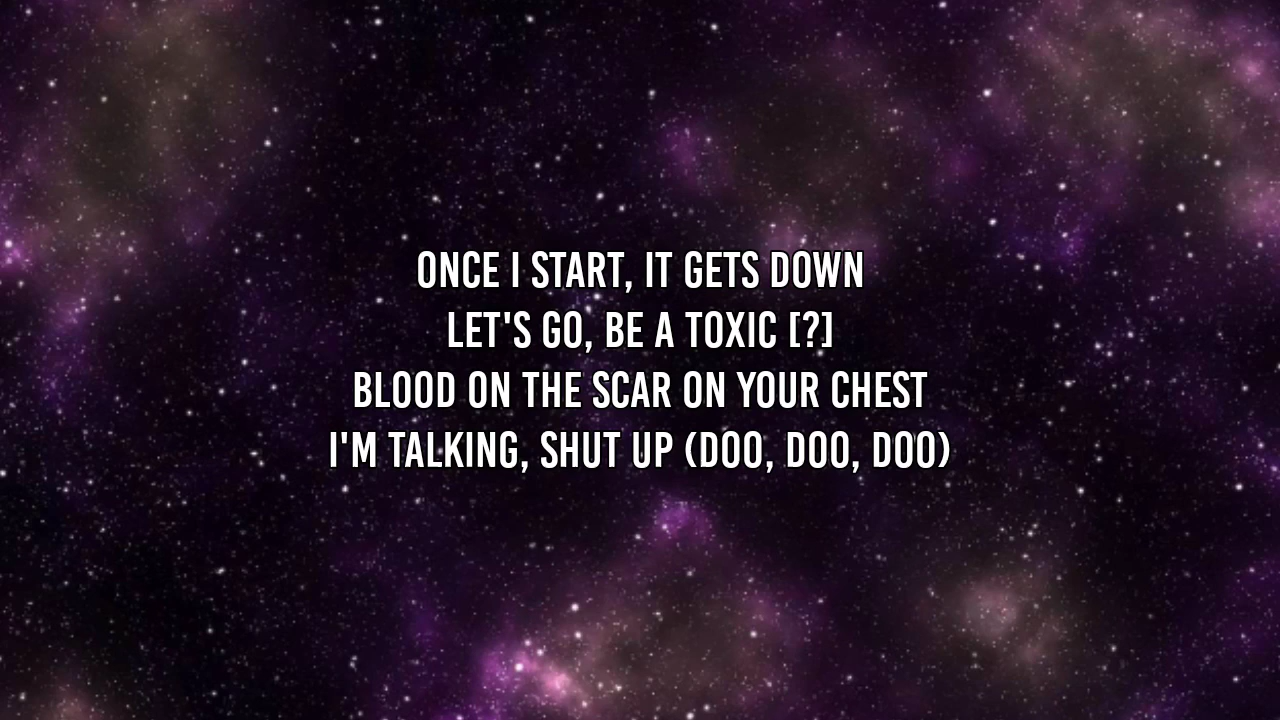 ONCE I START, IT GETS DOWN
LET'S GO, BE A TOXIC [?]
BLOOD ON THE SCAR ON YOUR CHEST
I'M TALKING, SHUT UP (DOO, DOO, DOO)